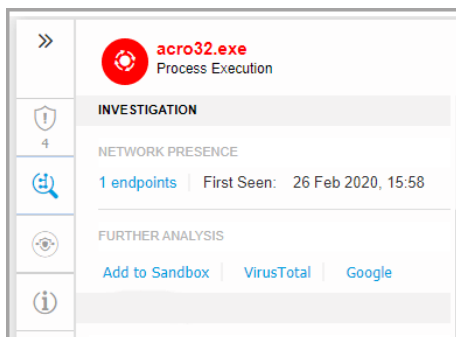 »
acro32.exe
Process Execution
INVESTIGATION
4
NETWORK PRESENCE
1 endpoints First Seen: 26 Feb 2020, 15:58
FURTHER ANALYSIS
Add to Sandbox VirusTotal Google